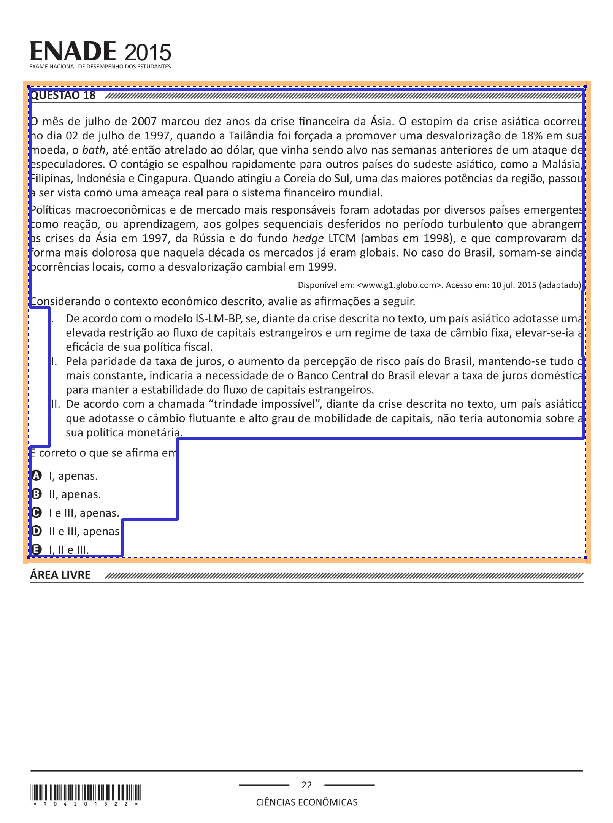 ENADE 2015
EXAME NACIONAL DE DESEMPENHO DOS ESTUDANTES
QUESTÃO 18
O mês de julho de 2007 marcou dez anos da crise financeira da Ásia. O estopim da crise asiática ocorreu
no dia 02 de julho de 1997, quando a Tailândia foi forçada a promover uma desvalorização de 18% em sua
moeda, o bath, até então atrelado ao dólar, que vinha sendo alvo nas semanas anteriores de um ataque de
especuladores. O contágio se espalhou rapidamente para outros países do sudeste asiático, como a Malásia,
Filipinas, Indonésia e Cingapura. Quando atingiu a Coreia do Sul, uma das maiores potências da região, passou
a ser vista como uma ameaça real para o sistema financeiro mundial.
Políticas macroeconômicas e de mercado mais responsáveis foram adotadas por diversos países emergentes
como reação, ou aprendizagem, aos golpes sequenciais desferidos no período turbulento que abrangem
as crises da Ásia em 1997, da Rússia e do fundo hedge LTCM (ambas em 1998), e que comprovaram da
forma mais dolorosa que naquela década os mercados já eram globais. No caso do Brasil, somam-se ainda
ocorrências locais, como a desvalorização cambial em 1999.
Disponível em: <www.g1.globo.com>. Acesso em: 10 jul. 2015 (adaptado).
Considerando o contexto econômico descrito, avalie as afirmações a seguir.
I. De acordo com o modelo IS-LM-BP, se, diante da crise descrita no texto, um país asiático adotasse uma
elevada restrição ao fluxo de capitais estrangeiros e um regime de taxa de câmbio fixa, elevar-se-ia a
eficácia de sua política fiscal.
II. Pela paridade da taxa de juros, o aumento da percepção de risco país do Brasil, mantendo-se tudo o
mais constante, indicaria a necessidade de o Banco Central do Brasil elevar a taxa de juros doméstica
para manter a estabilidade do fluxo de capitais estrangeiros.
III. De acordo com a chamada “trindade impossível”, diante da crise descrita no texto, um país asiático
que adotasse o câmbio flutuante e alto grau de mobilidade de capitais, não teria autonomia sobre a
sua política monetária.
É correto o que se afirma em
A I, apenas.
B II, apenas.
C I e III, apenas.
D II e III, apenas.
E I, II e III.
ÁREA LIVRE
22
CIÊNCIAS ECONÔMICAS